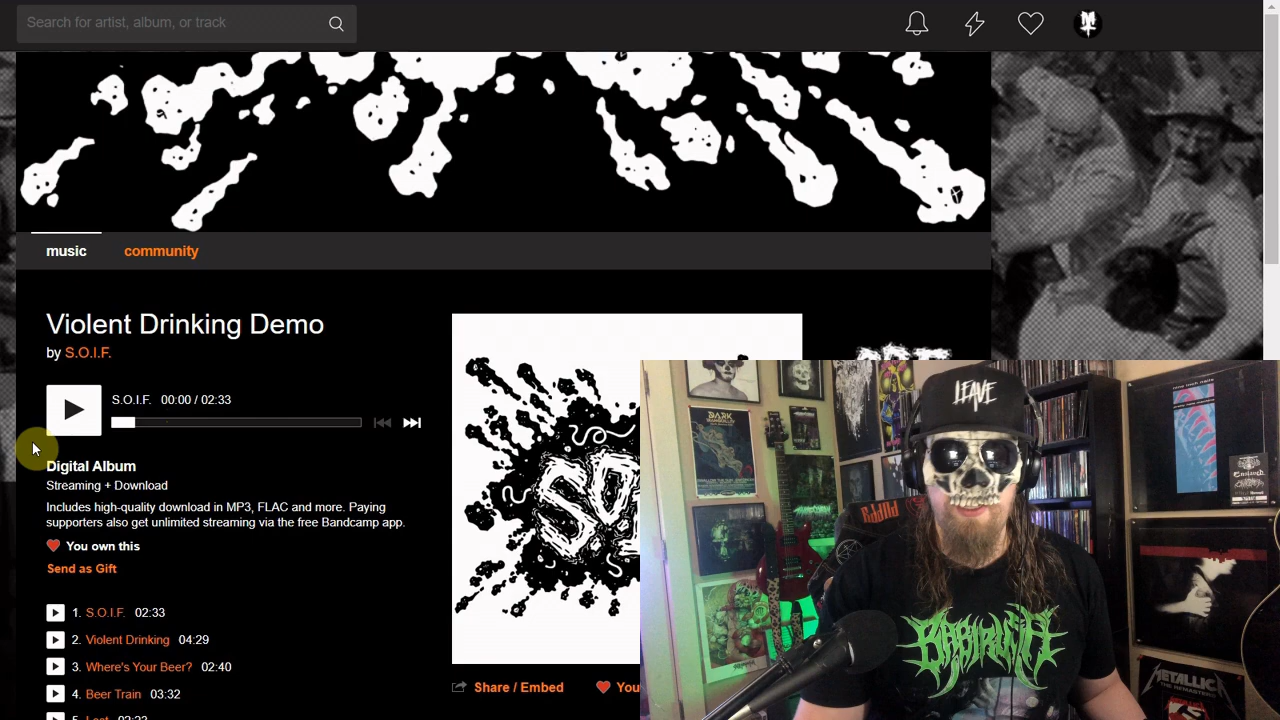 Search for artist, album, or track
music
community
Violent Drinking Demo
by S.O.I.F.
S.O.I.F. 00:00 / 02:33
Digital Album
Streaming + Download
Includes high-quality download in MP3, FLAC and more. Paying
supporters also get unlimited streaming via the free Bandcamp app.
You own this
Send as Gift
1. S.O.I.F. 02:33
2. Violent Drinking 04:29
3. Where's Your Beer? 02:40
4. Beer Train 03:32
Share / Embed
You
LEAVE
BABIRUSA
DARK
TRANQUILLITY
METALLICA